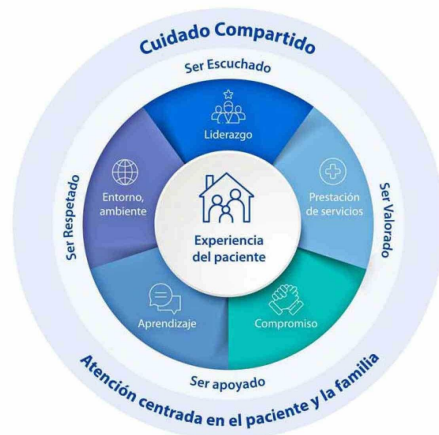 Cuidado Compartido
Ser Escuchado
Liderazgo
Ser Respetado
Entorno,
ambiente
Prestación
de servicios
Ser Valorado
Experiencia
del paciente
Aprendizaje
Compromiso
Ser apoyado
Atención centrada en el paciente y la familia